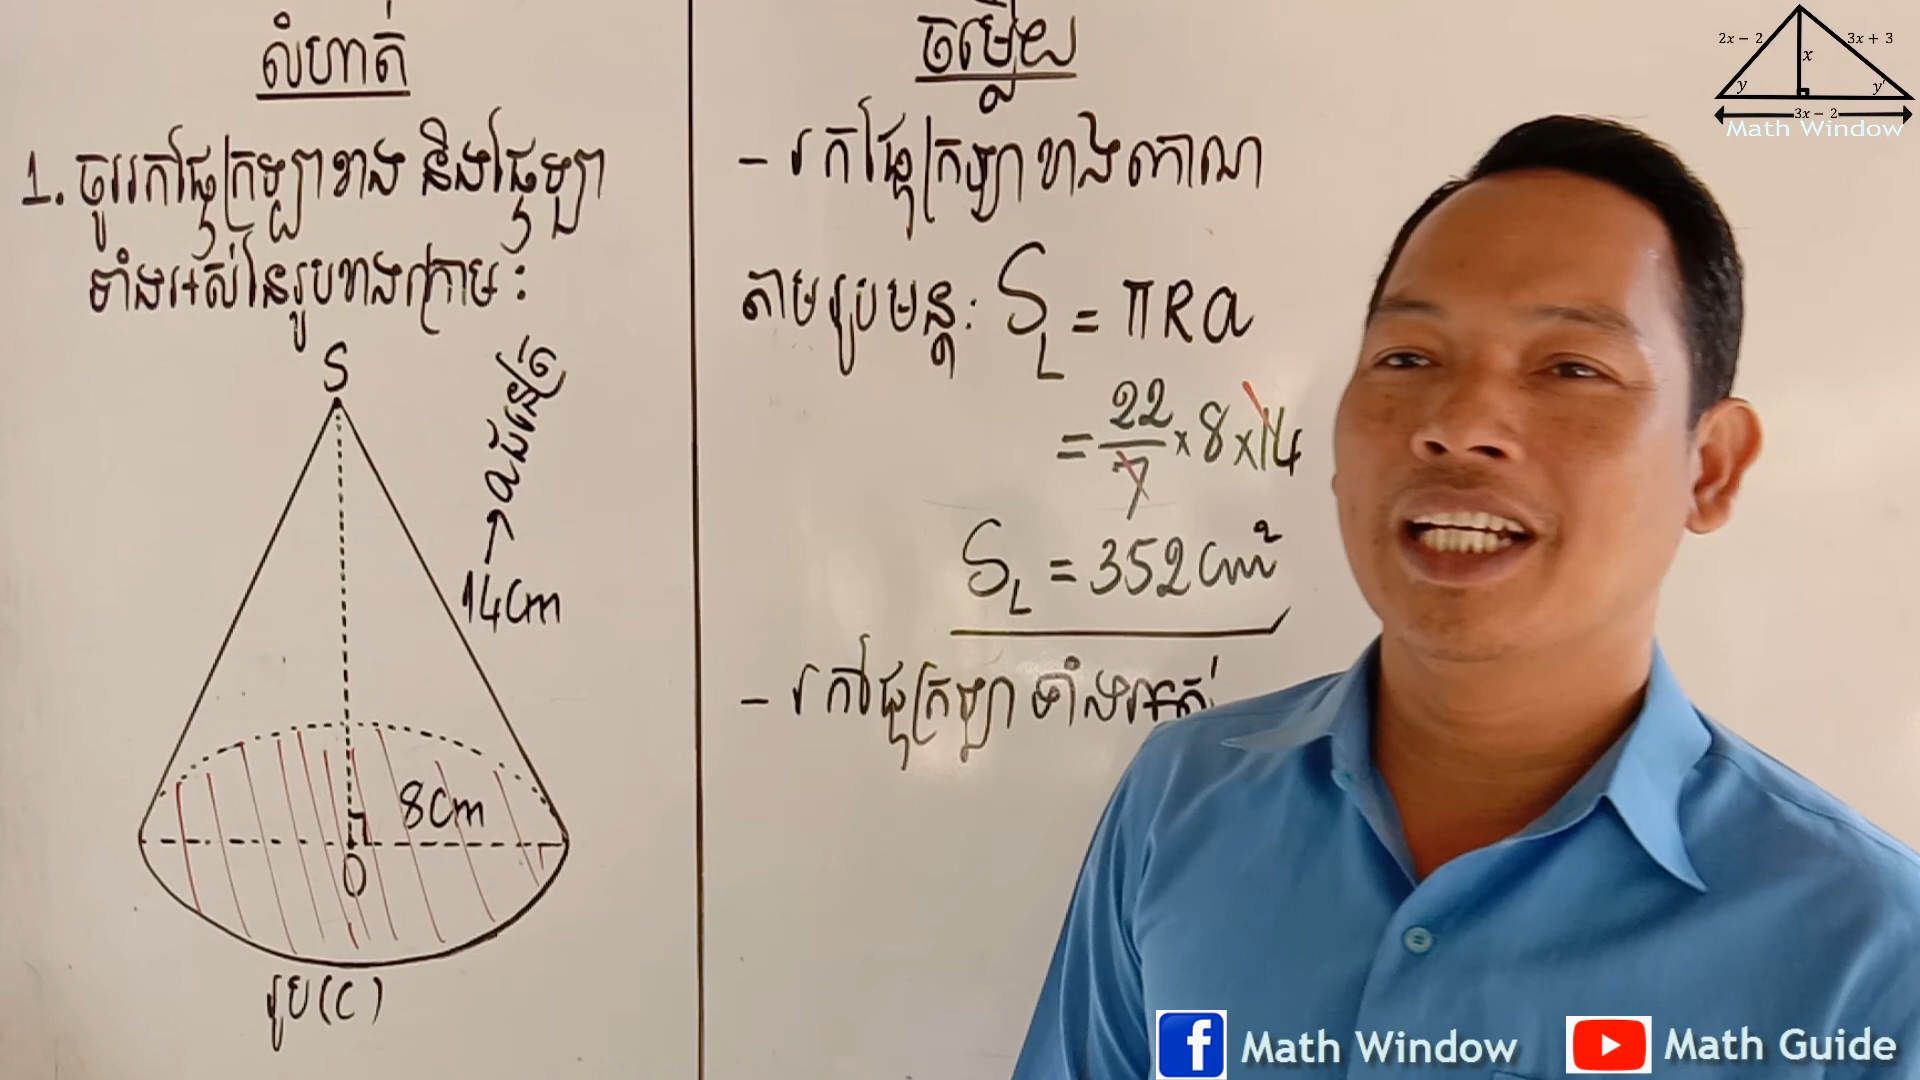 លំហាត់
1. ចូររកផ្ទៃក្រឡាខាង និងផ្ទៃក្រឡា
ទាំងអស់នៃរូបខាងក្រោម :
S
14cm
8cm
O
រូប(C)
ចម្លើយ
- រកផ្ទៃក្រឡាខាងកោណ
តាមរូបមន្ត: S_L = πRa
= 22/7 × 8 × 14
S_L = 352 cm²
- រកផ្ទៃក្រឡាទាំងអស់
2x − 2
3x + 3
x
y
y'
3x − 2
Math Window
Math Window
Math Guide